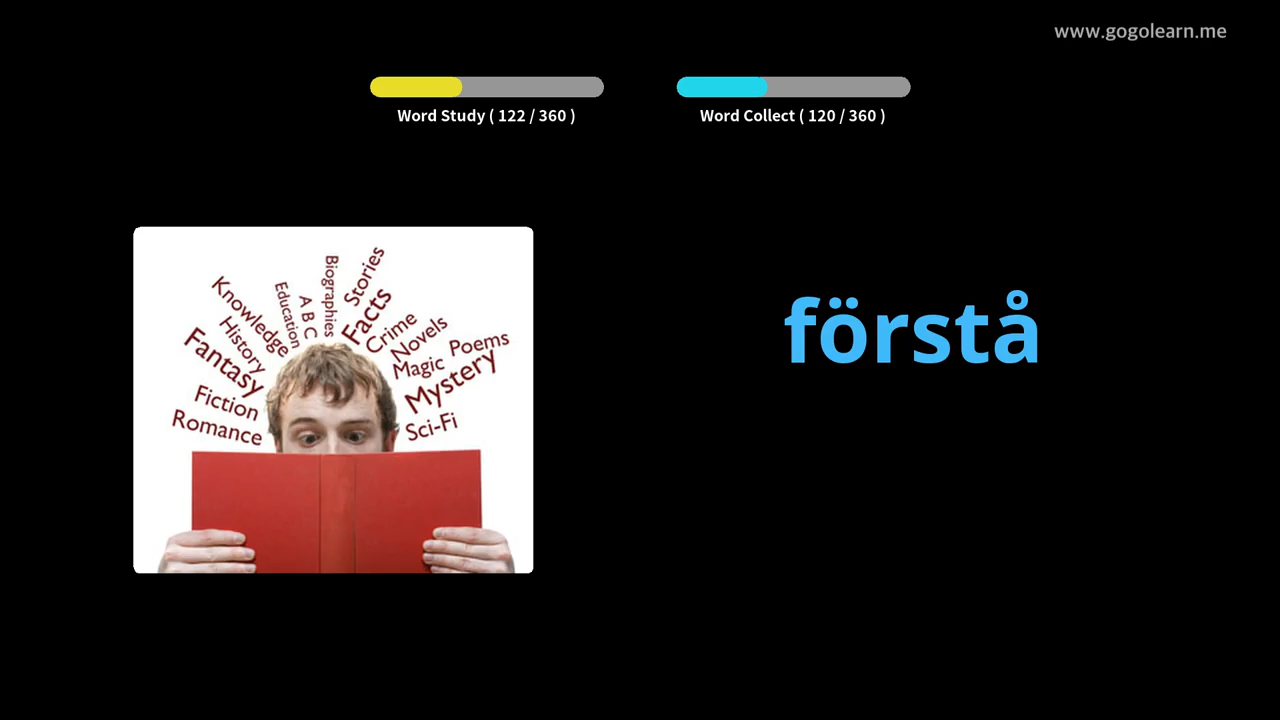 www.gogolearn.me
Word Study ( 122 / 360 )
Word Collect ( 120 / 360 )
Romance
Fiction
Fantasy
History
Knowledge
Education
A B C
Biographies
Stories
Facts
Crime
Novels
Magic
Poems
Mystery
Sci-Fi
förstå